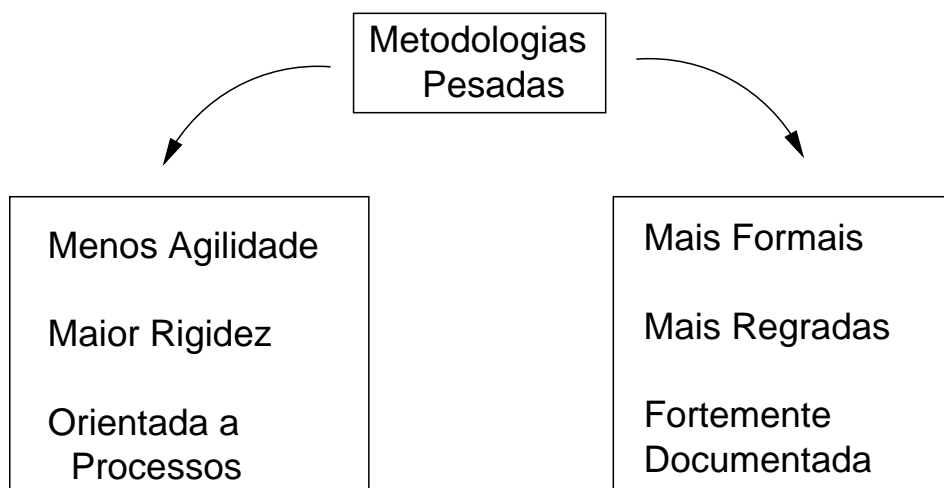 Metodologias
Pesadas
Menos Agilidade
Maior Rigidez
Orientada a
Processos
Mais Formais
Mais Regradas
Fortemente
Documentada